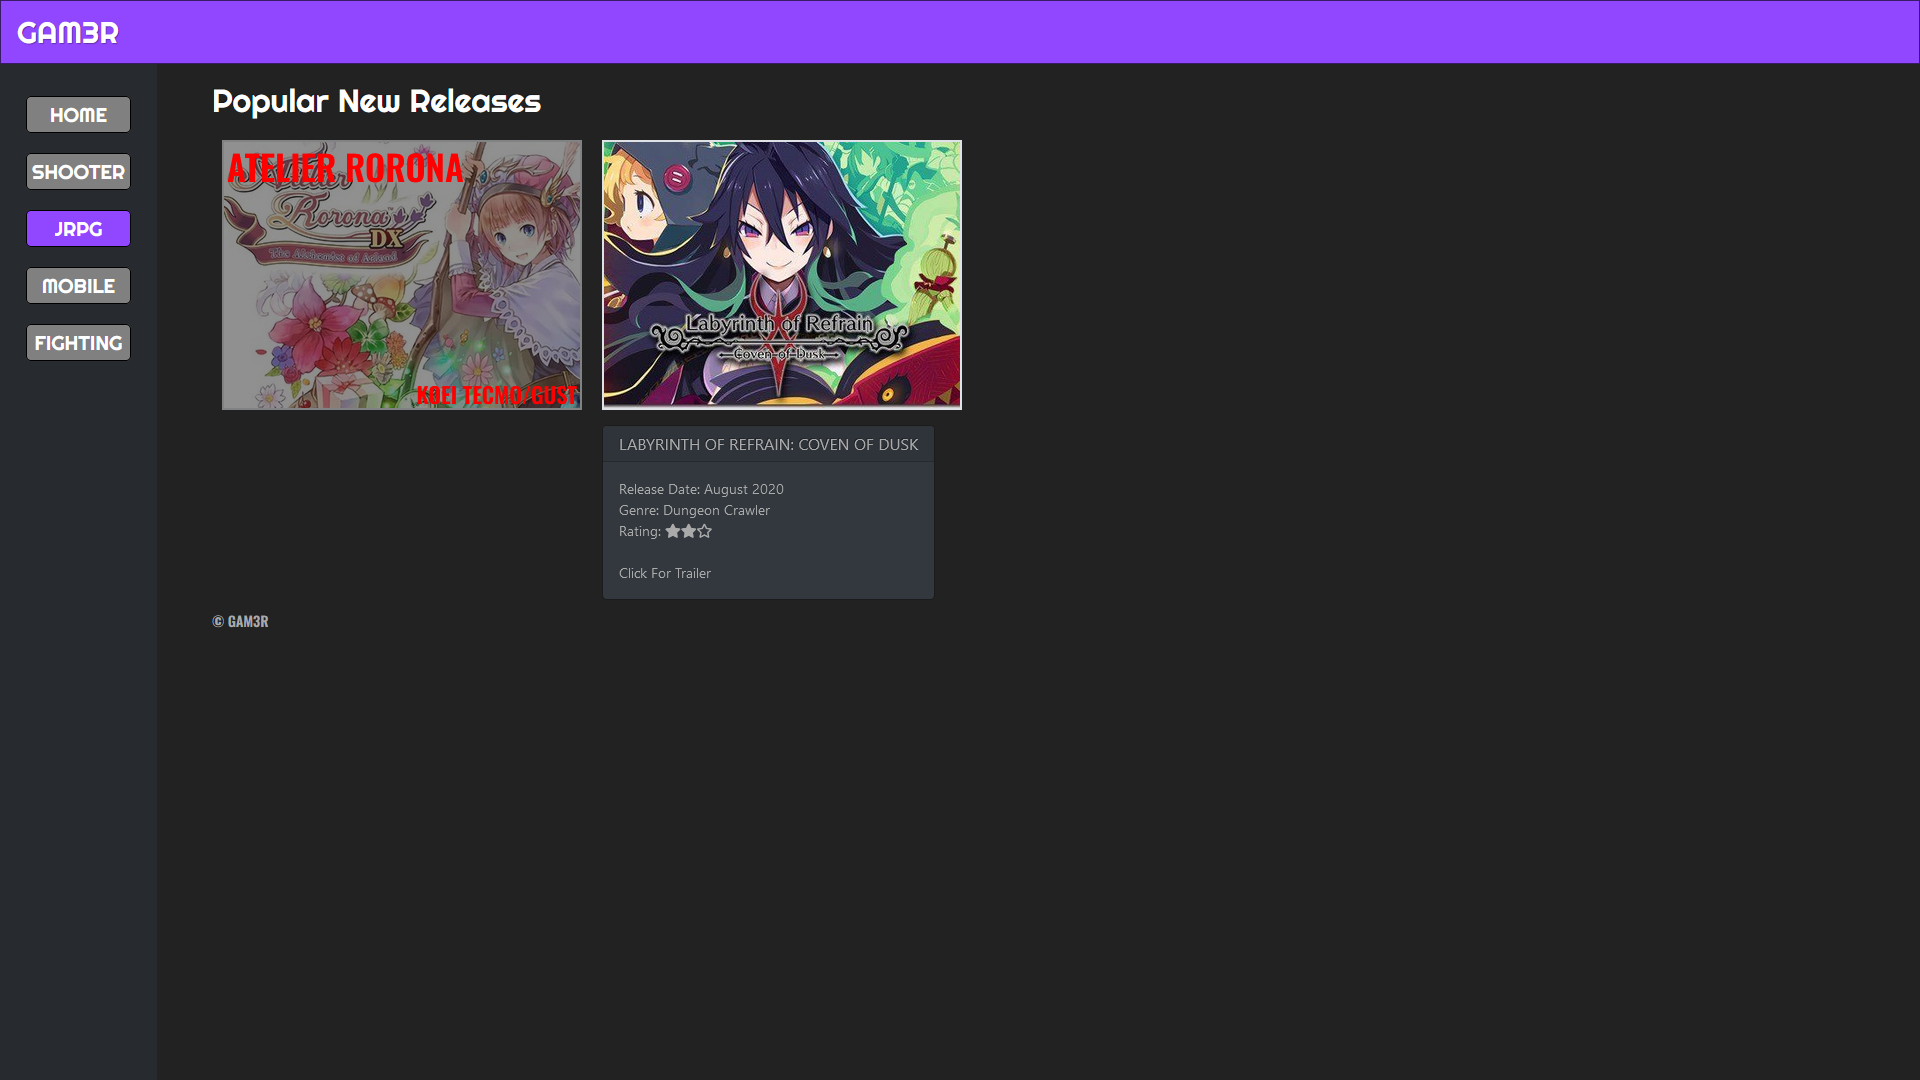 GAM3R
HOME
SHOOTER
JRPG
MOBILE
FIGHTING
Popular New Releases
ATELIER RORONA
Atelier
Rorona
DX
The Alchemist of Arland
KOEI TECMO/GUST
Labyrinth of Refrain
Coven of Dusk
LABYRINTH OF REFRAIN: COVEN OF DUSK
Release Date: August 2020
Genre: Dungeon Crawler
Rating:
Click For Trailer
© GAM3R